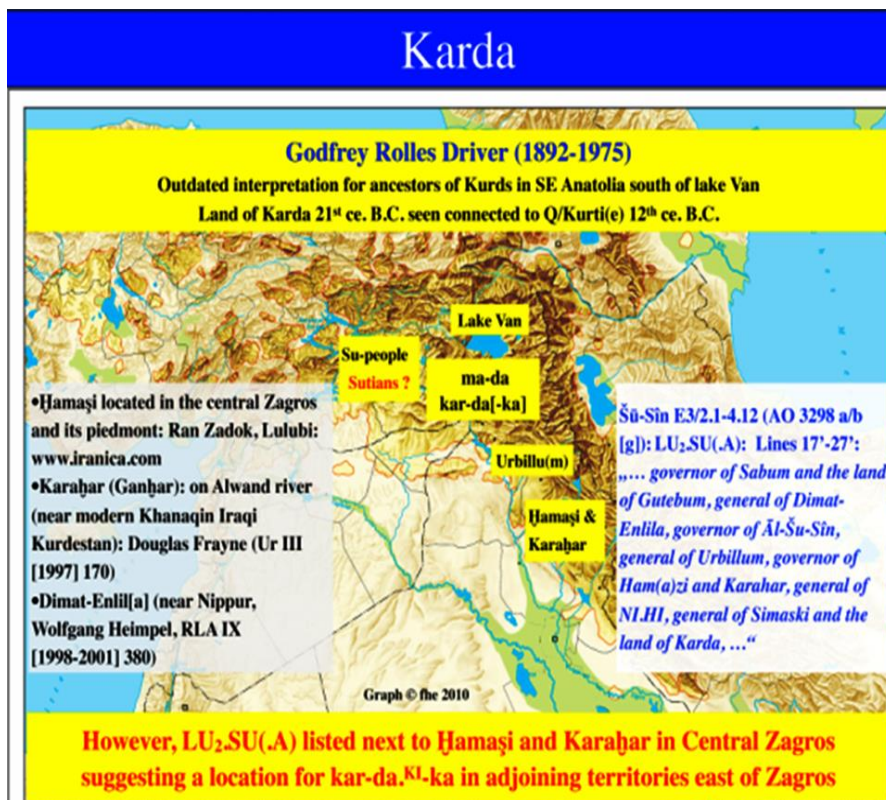 Karda
Godfrey Rolles Driver (1892-1975)
Outdated interpretation for ancestors of Kurds in SE Anatolia south of lake Van
Land of Karda 21st ce. B.C. seen connected to Q/Kurti(e) 12th ce. B.C.
Lake Van
Su-people
Sutians ?
ma-da
kar-da[-ka]
Urbillu(m)
Ḫamaşi &
Karaḫar
•Ḫamaşi located in the central Zagros
and its piedmont: Ran Zadok, Lulubi:
www.iranica.com
•Karaḫar (Ganḫar): on Alwand river
(near modern Khanaqin Iraqi
Kurdestan): Douglas Frayne (Ur III
[1997] 170)
•Dimat-Enlil[a] (near Nippur,
Wolfgang Heimpel, RLA IX
[1998-2001] 380)
Šū-Sîn E3/2.1-4.12 (AO 3298 a/b
[g]): LU₂.SU(.A): Lines 17'-27':
„… governor of Sabum and the land
of Gutebum, general of Dimat-
Enlila, governor of Āl-Šu-Sîn,
general of Urbillum, governor of
Ham(a)zi and Karahar, general of
NI.HI, general of Simaski and the
land of Karda, …“
Graph © fhe 2010
However, LU₂.SU(.A) listed next to Ḫamaşi and Karaḫar in Central Zagros
suggesting a location for kar-da.ᴷᴵ-ka in adjoining territories east of Zagros